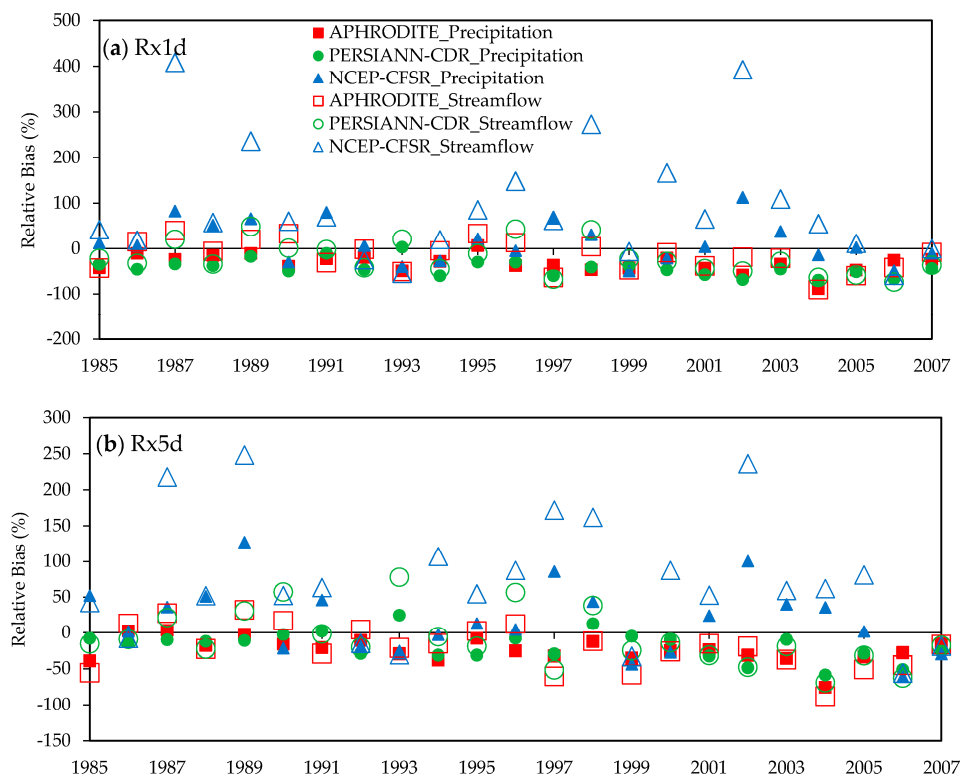 (a) Rx1d
APHRODITE_Precipitation
PERSIANN-CDR_Precipitation
NCEP-CFSR_Precipitation
APHRODITE_Streamflow
PERSIANN-CDR_Streamflow
NCEP-CFSR_Streamflow
Relative Bias (%)
500
400
300
200
100
0
-100
-200
1985 1987 1989 1991 1993 1995 1997 1999 2001 2003 2005 2007
(b) Rx5d
Relative Bias (%)
300
250
200
150
100
50
0
-50
-100
-150
1985 1987 1989 1991 1993 1995 1997 1999 2001 2003 2005 2007